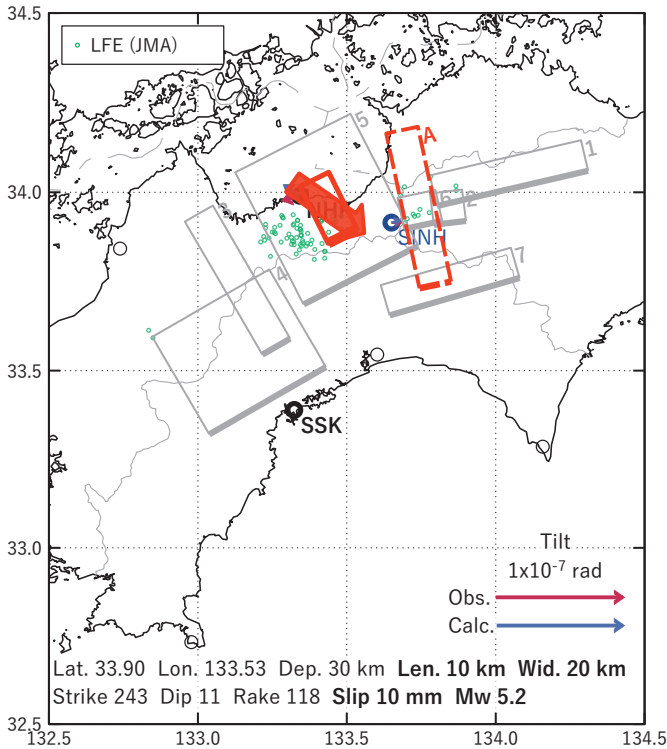 34.5
LFE (JMA)
5
A
1
34.0
6
2
SINH
3
7
4
33.5
SSK
33.0
Tilt
1x10-7 rad
Obs.
Calc.
Lat. 33.90 Lon. 133.53 Dep. 30 km Len. 10 km Wid. 20 km
Strike 243 Dip 11 Rake 118 Slip 10 mm Mw 5.2
32.5
132.5 133.0 133.5 134.0 134.5